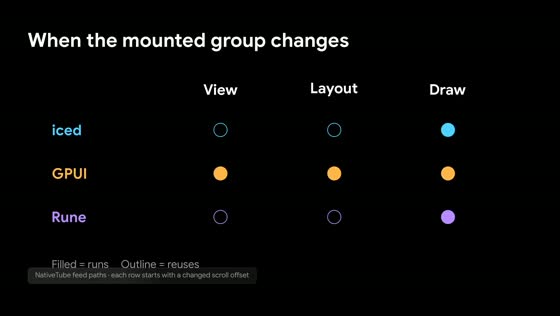 When the mounted group changes
View Layout Draw
iced
GPUI
Rune
Filled = runs Outline = reuses
NativeTube feed paths · each row starts with a changed scroll offset